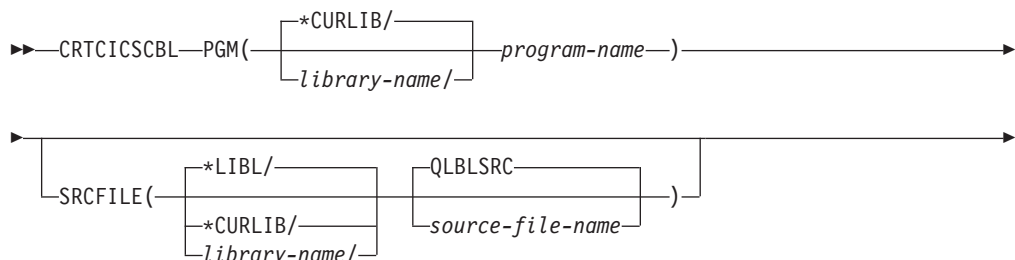 *CURLIB/
CRTCICSCBL PGM( program-name )
library-name/
*LIBL/ QLBLSRC
SRCFILE( )
*CURLIB/ source-file-name
library-name/